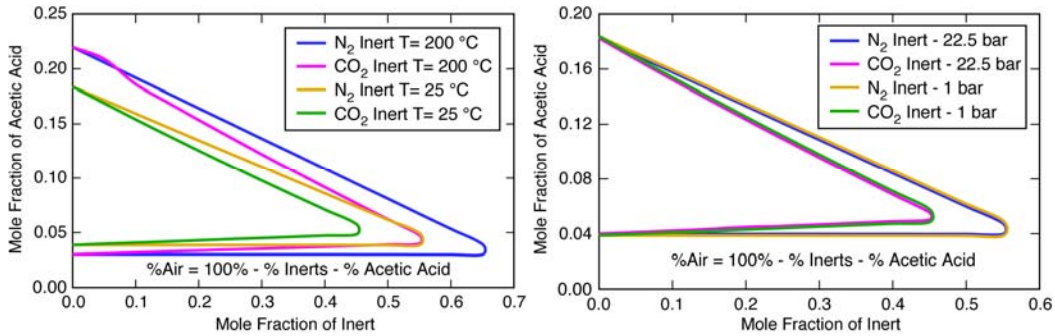 Mole Fraction of Acetic Acid
0.20
0.15
0.10
0.05
0.00
N₂ Inert T= 200 °C
CO₂ Inert T= 200 °C
N₂ Inert T= 25 °C
CO₂ Inert T= 25 °C
%Air = 100% - % Inerts - % Acetic Acid
0.0 0.1 0.2 0.3 0.4 0.5 0.6 0.7
Mole Fraction of Inert
Mole Fraction of Acetic Acid
0.20
0.16
0.12
0.08
0.04
0.00
N₂ Inert - 22.5 bar
CO₂ Inert - 22.5 bar
N₂ Inert - 1 bar
CO₂ Inert - 1 bar
%Air = 100% - % Inerts - % Acetic Acid
0.0 0.1 0.2 0.3 0.4 0.5 0.6
Mole Fraction of Inert